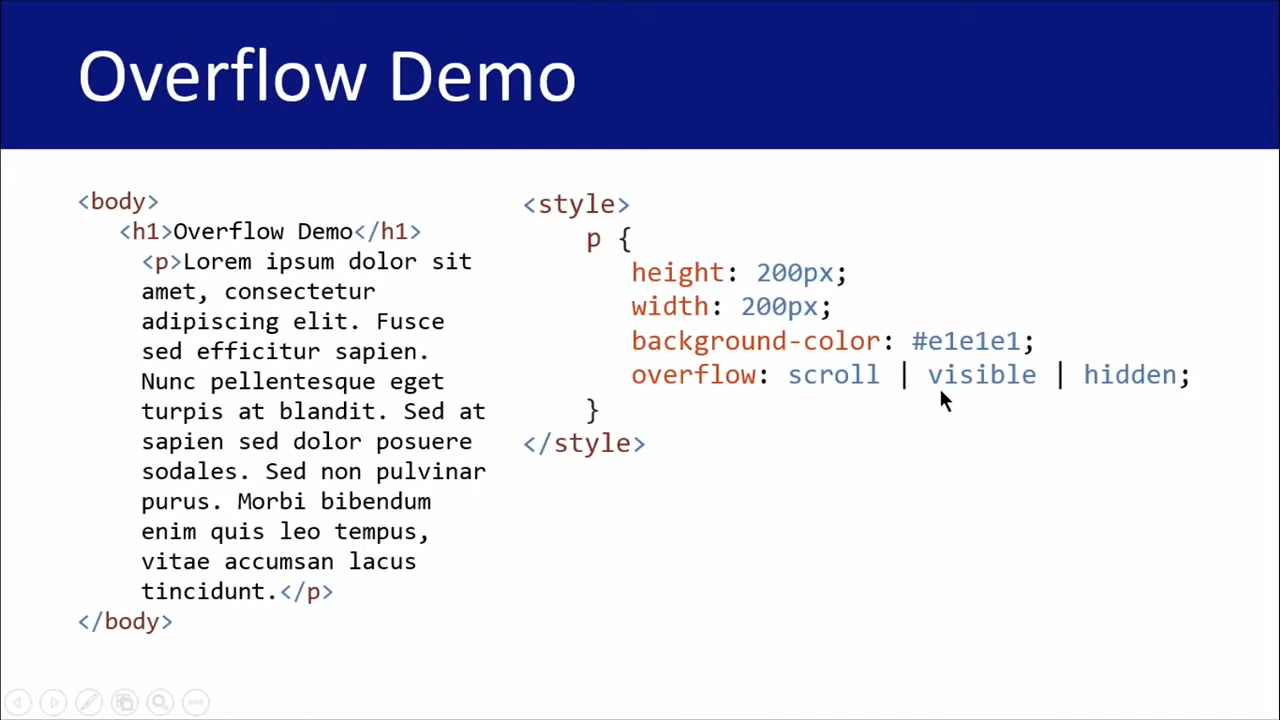 Overflow Demo
<body>
<h1>Overflow Demo</h1>
<p>Lorem ipsum dolor sit
amet, consectetur
adipiscing elit. Fusce
sed efficitur sapien.
Nunc pellentesque eget
turpis at blandit. Sed at
sapien sed dolor posuere
sodales. Sed non pulvinar
purus. Morbi bibendum
enim quis leo tempus,
vitae accumsan lacus
tincidunt.</p>
</body>
<style>
p {
height: 200px;
width: 200px;
background-color: #e1e1e1;
overflow: scroll | visible | hidden;
}
</style>